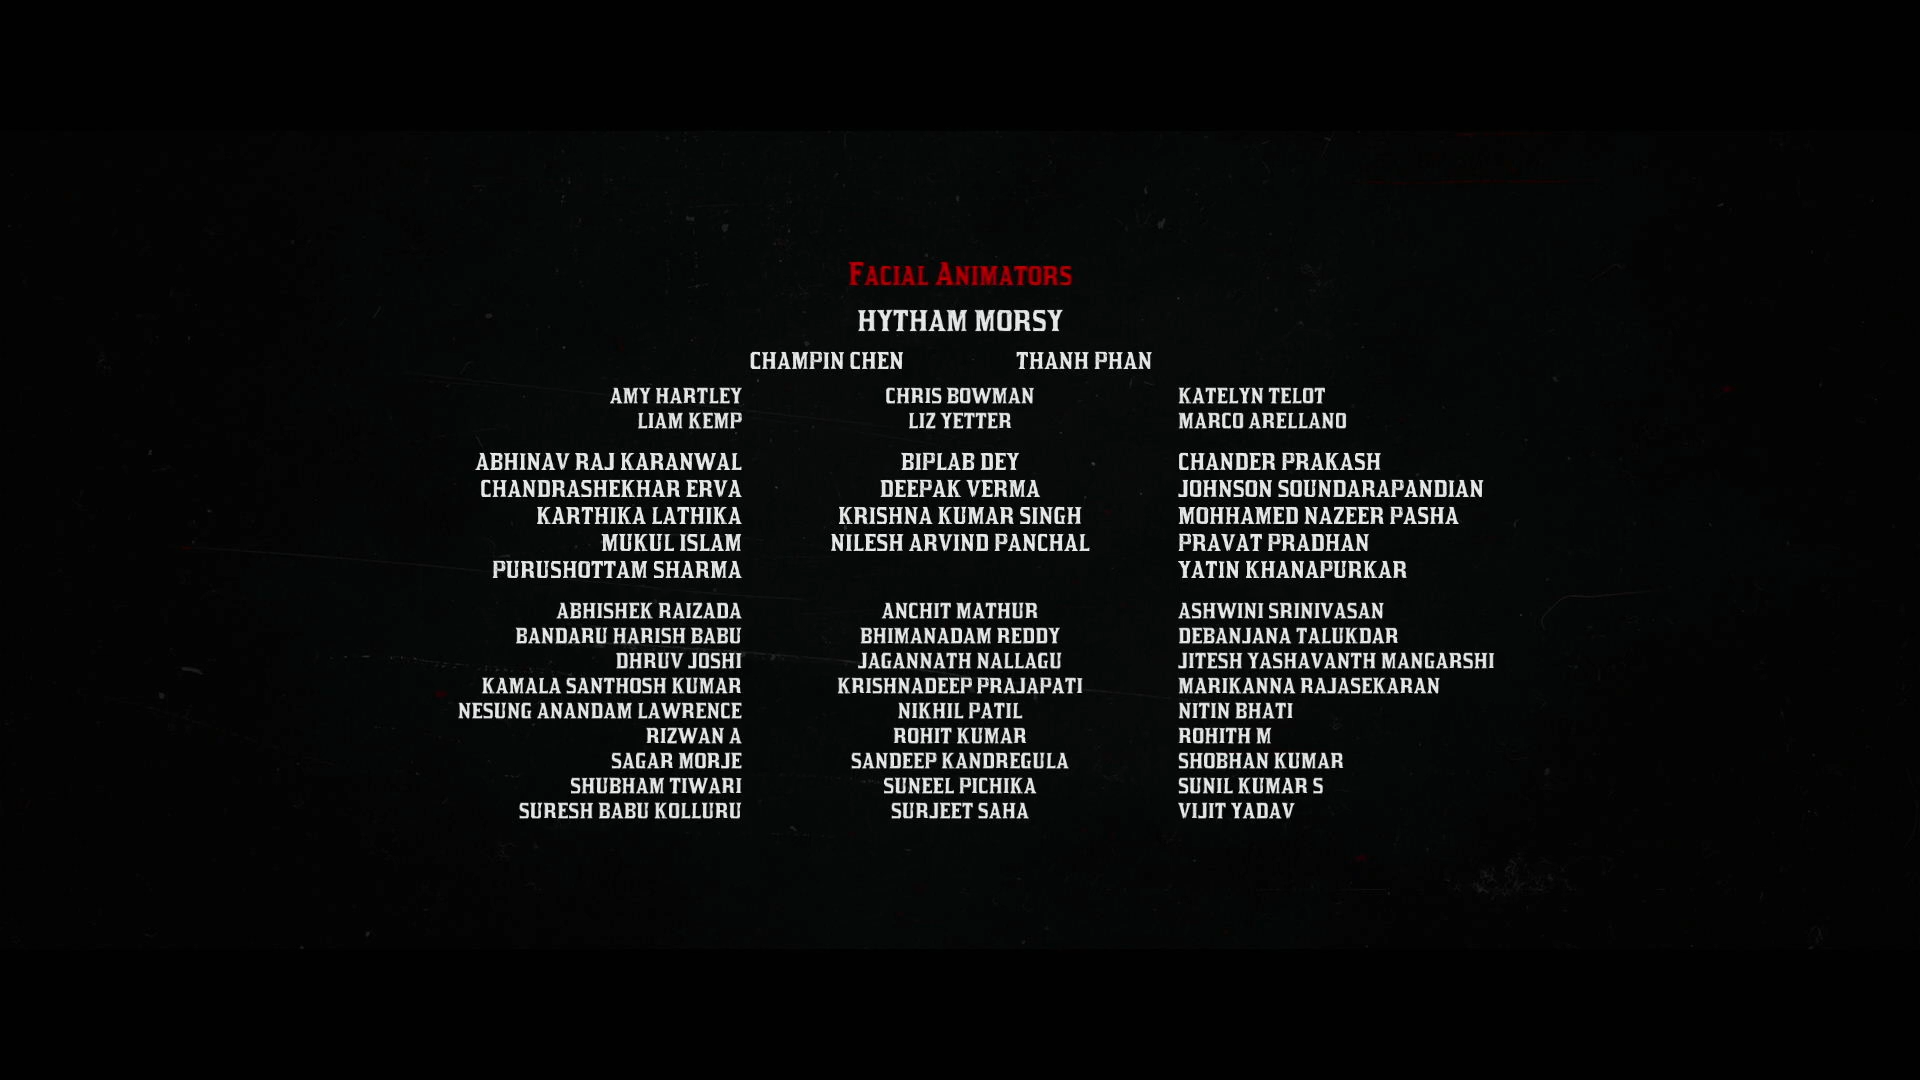 Facial Animators
HYTHAM MORSY
CHAMPIN CHEN THANH PHAN
AMY HARTLEY CHRIS BOWMAN KATELYN TELOT
LIAM KEMP LIZ YETTER MARCO ARELLANO
ABHINAV RAJ KARANWAL BIPLAB DEY CHANDER PRAKASH
CHANDRASHEKHAR ERVA DEEPAK VERMA JOHNSON SOUNDARAPANDIAN
KARTHIKA LATHIKA KRISHNA KUMAR SINGH MOHHAMED NAZEER PASHA
MUKUL ISLAM NILESH ARVIND PANCHAL PRAVAT PRADHAN
PURUSHOTTAM SHARMA YATIN KHANAPURKAR
ABHISHEK RAIZADA ANCHIT MATHUR ASHWINI SRINIVASAN
BANDARU HARISH BABU BHIMANADAM REDDY DEBANJANA TALUKDAR
DHRUV JOSHI JAGANNATH NALLAGU JITESH YASHAVANTH MANGARSHI
KAMALA SANTHOSH KUMAR KRISHNADEEP PRAJAPATI MARIKANNA RAJASEKARAN
NESUNG ANANDAM LAWRENCE NIKHIL PATIL NITIN BHATI
RIZWAN A ROHIT KUMAR ROHITH M
SAGAR MORJE SANDEEP KANDREGULA SHOBHAN KUMAR
SHUBHAM TIWARI SUNEEL PICHIKA SUNIL KUMAR S
SURESH BABU KOLLURU SURJEET SAHA VIJIT YADAV